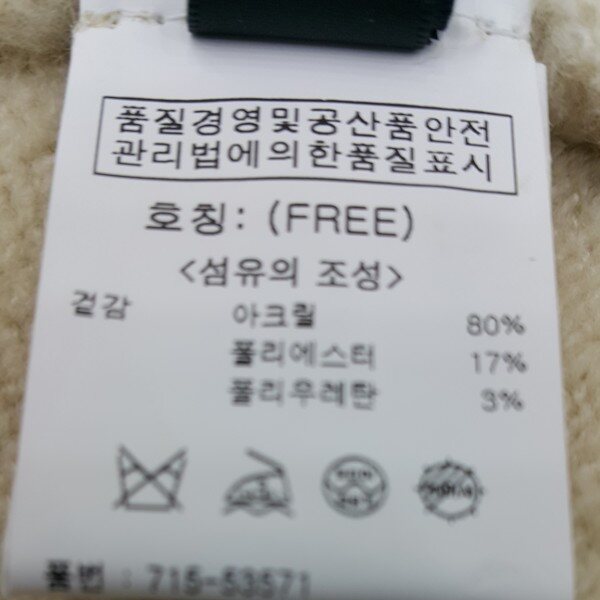 품질경영및공산품안전
관리법에의한품질표시
호칭: (FREE)
<섬유의 조성>
겉감 아크릴 80%
폴리에스터 17%
폴리우레탄 3%
품번 : 715-53571